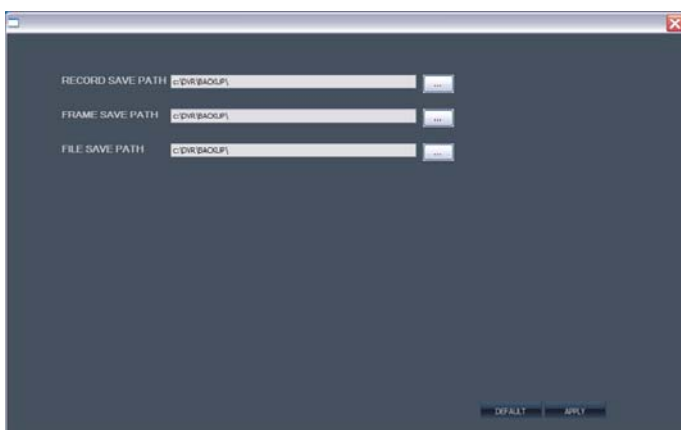 RECORD SAVE PATH c:\DVR\BACKUP\ ...
FRAME SAVE PATH c:\DVR\BACKUP\ ...
FILE SAVE PATH c:\DVR\BACKUP\ ...
DEFAULT APPLY